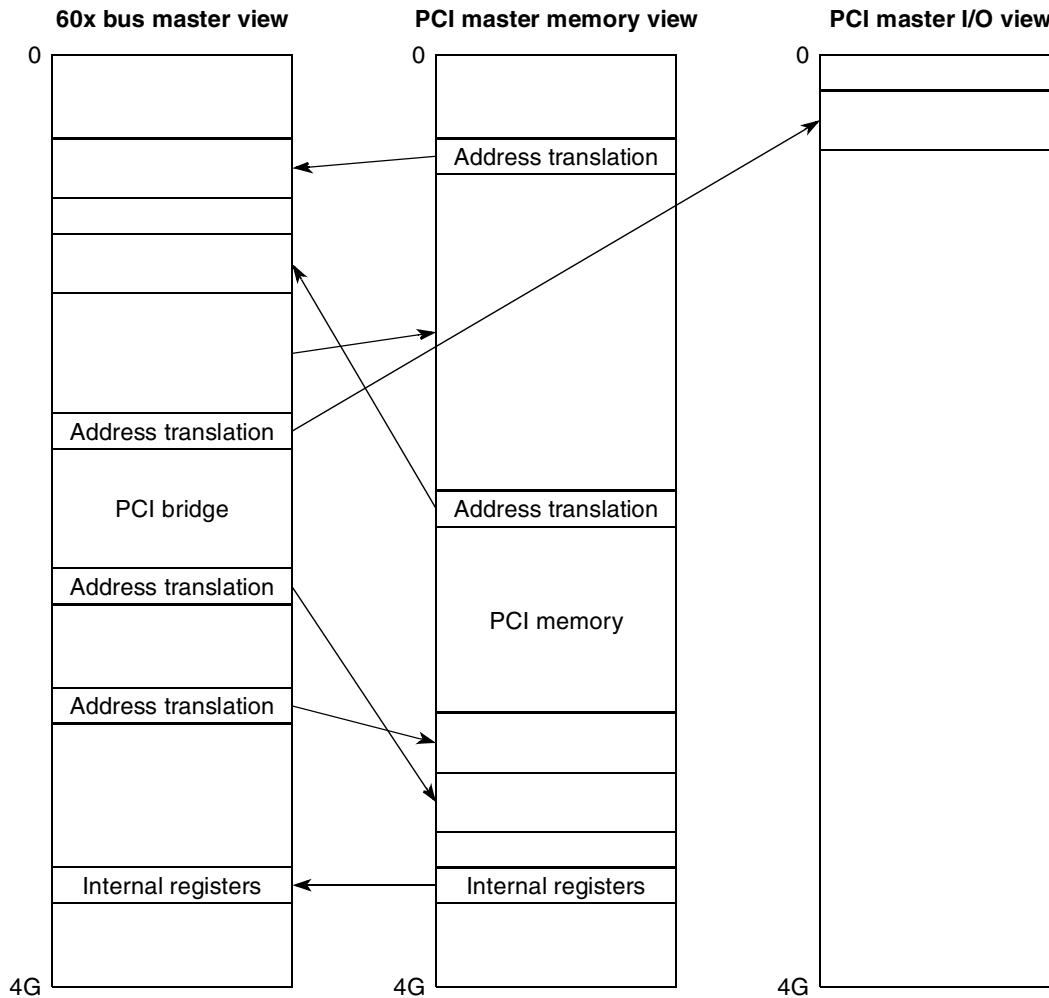 60x bus master view
PCI master memory view
PCI master I/O view
0
0
0
Address translation
Address translation
Address translation
PCI bridge
Address translation
PCI memory
Address translation
Internal registers
Internal registers
4G
4G
4G